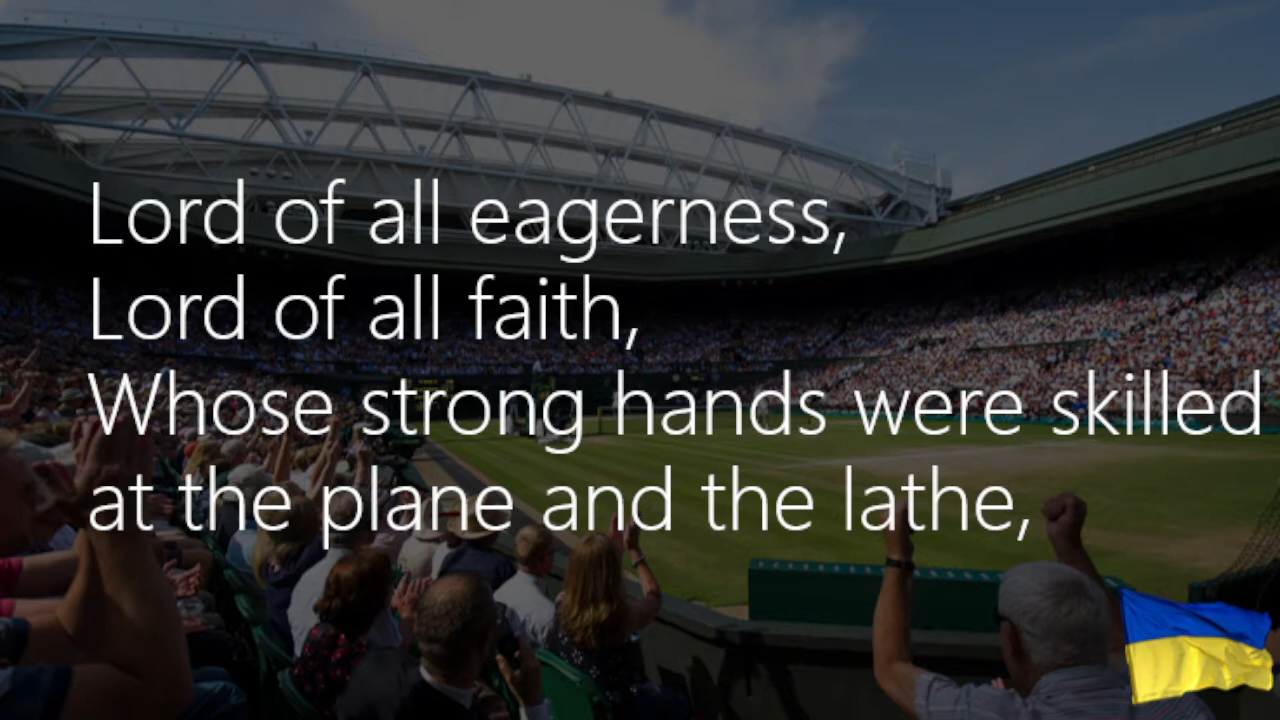 Lord of all eagerness,
Lord of all faith,
Whose strong hands were skilled
at the plane and the lathe,